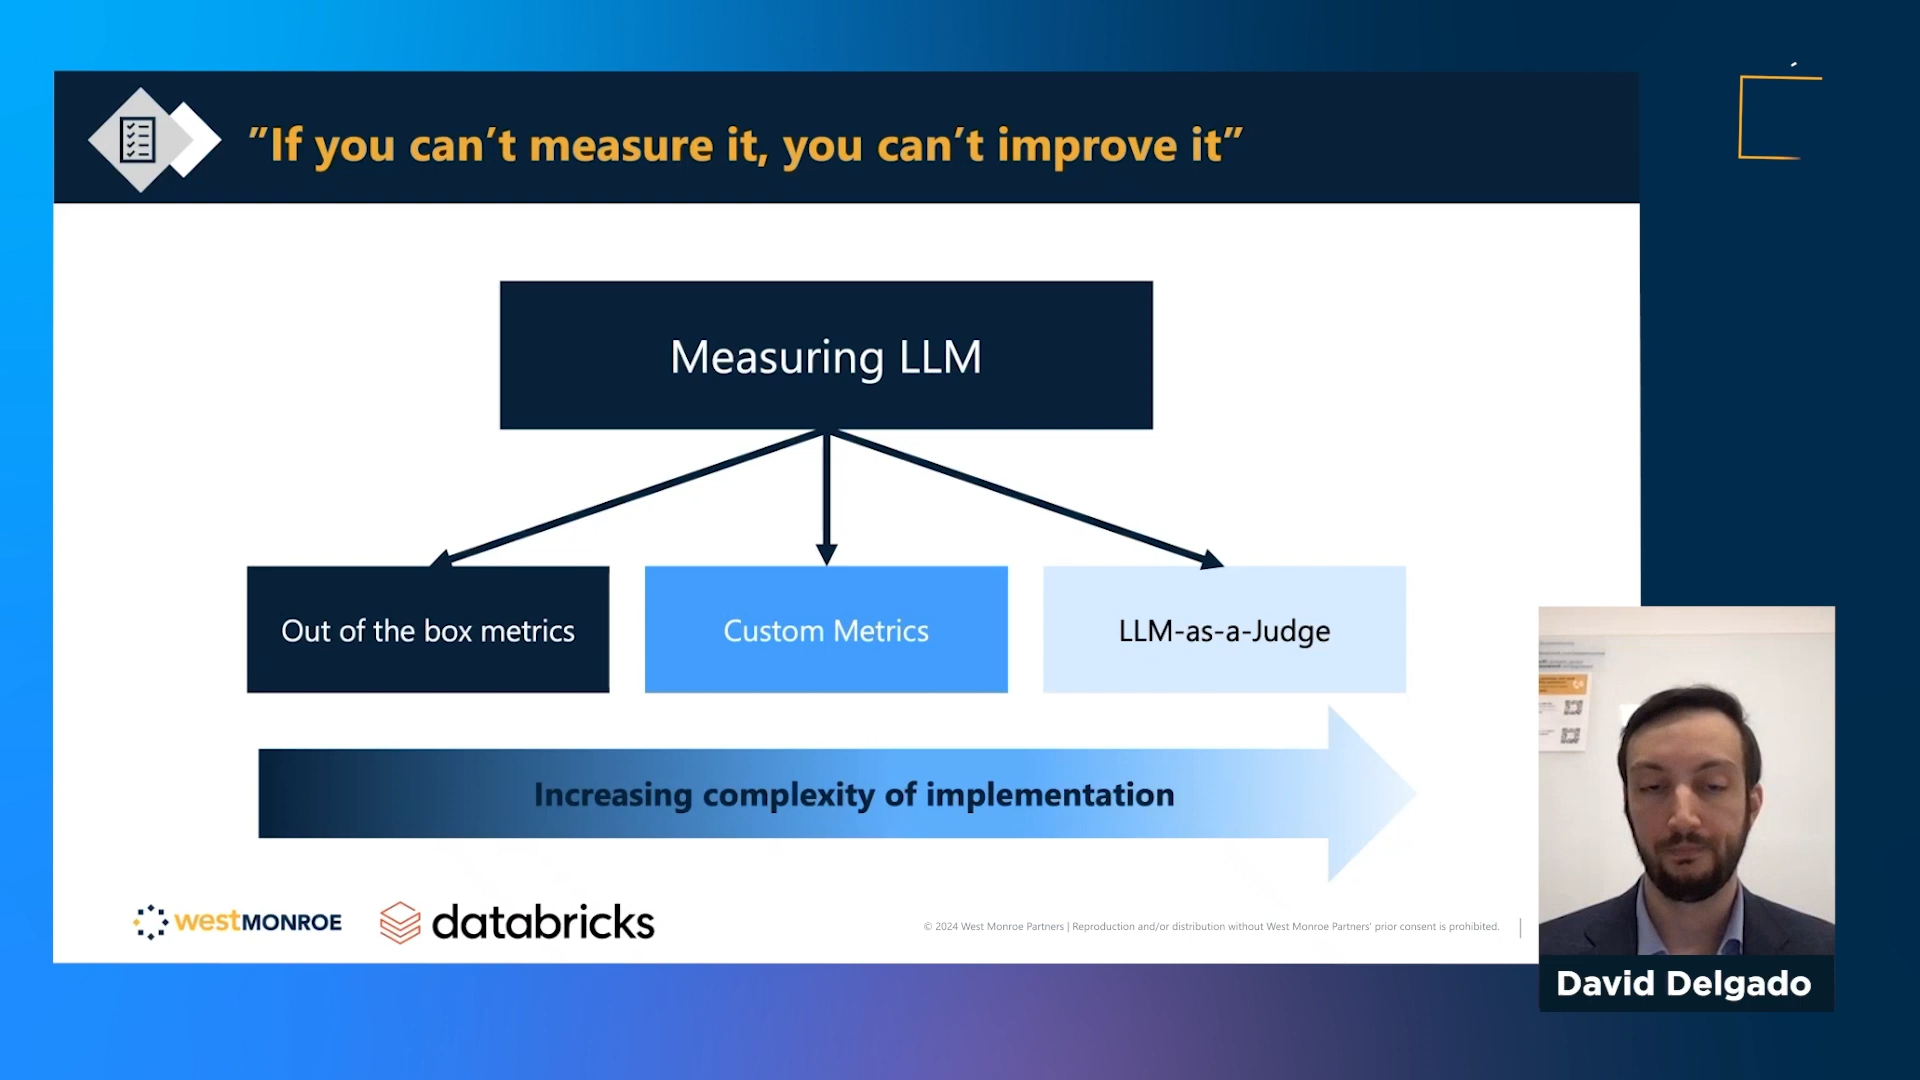 ”If you can’t measure it, you can’t improve it”
Measuring LLM
Out of the box metrics
Custom Metrics
LLM-as-a-Judge
Increasing complexity of implementation
westMONROE
databricks
© 2024 West Monroe Partners | Reproduction and/or distribution without West Monroe Partners' prior consent is prohibited.
David Delgado